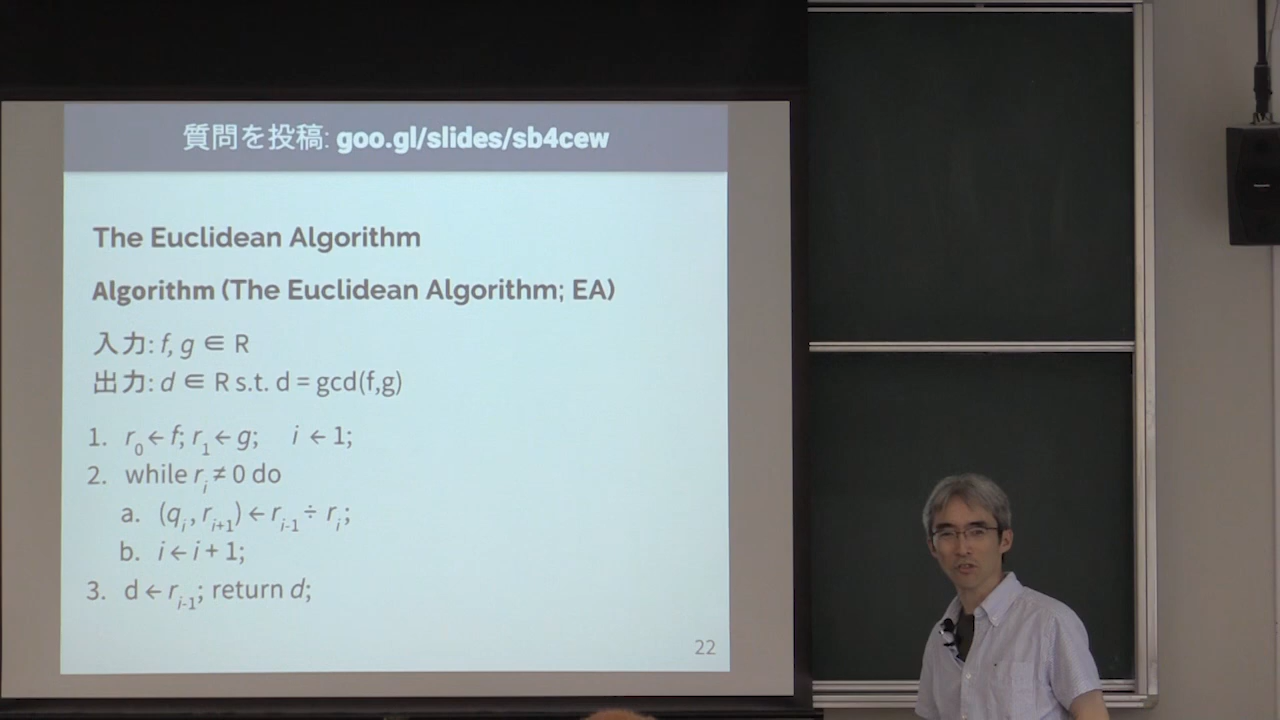 質問を投稿: goo.gl/slides/sb4cew
The Euclidean Algorithm
Algorithm (The Euclidean Algorithm; EA)
入力: f, g ∈ R
出力: d ∈ R s.t. d = gcd(f,g)
1. r0 ← f; r1 ← g; i ← 1;
2. while ri ≠ 0 do
a. (qi, ri+1) ← ri-1 ÷ ri;
b. i ← i + 1;
3. d ← ri-1; return d;
22